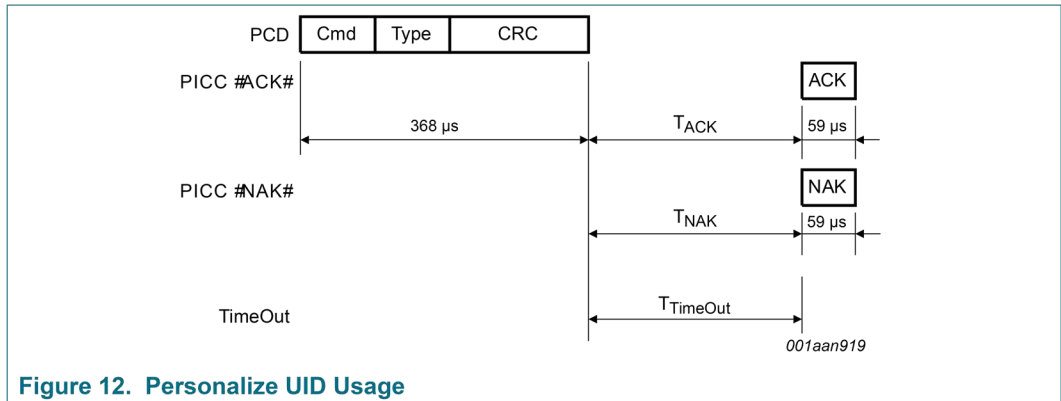 PCD Cmd Type CRC
PICC #ACK# ACK
368 µs TACK 59 µs
PICC #NAK# NAK
TNAK 59 µs
TimeOut TTimeOut
001aan919
Figure 12. Personalize UID Usage